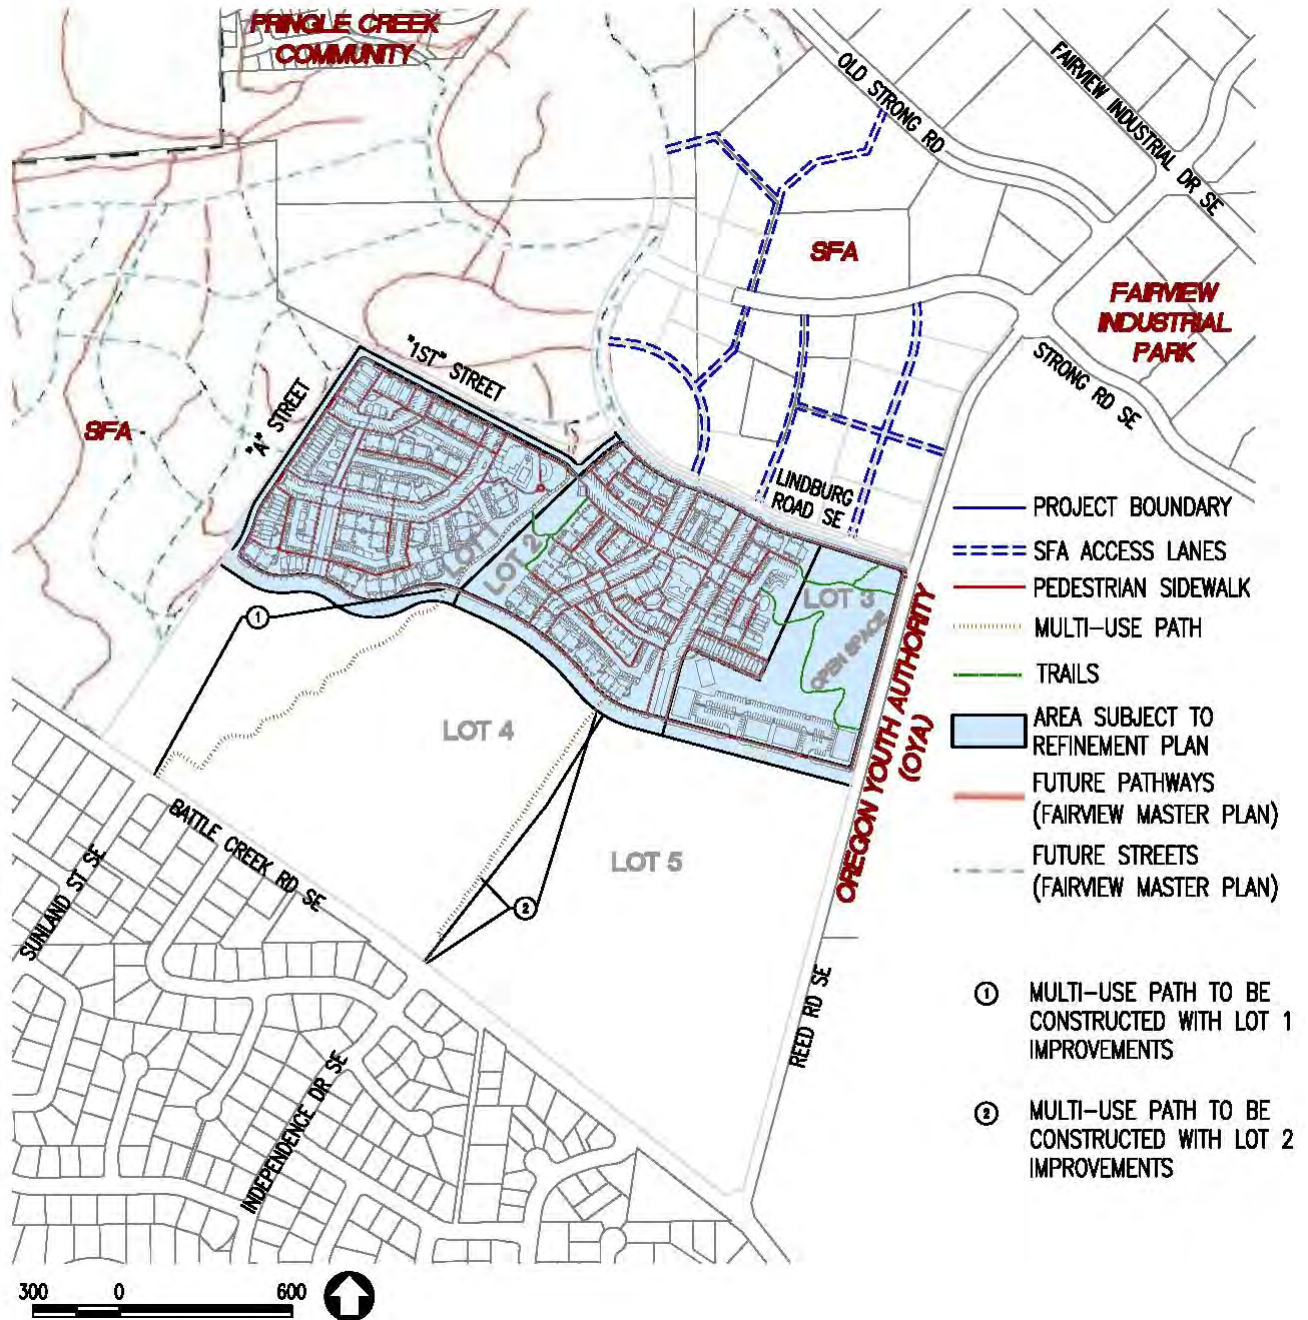 PRINGLE CREEK
COMMUNITY
OLD STRONG RD
FAIRVIEW INDUSTRIAL DR SE
SFA
FAIRVIEW
INDUSTRIAL
PARK
STRONG RD SE
"1ST" STREET
"A" STREET
SFA
LINDBURG
ROAD SE
LOT 1
LOT 2
LOT 3
OPEN SPACE
OREGON YOUTH AUTHORITY
(OYA)
LOT 4
LOT 5
BATTLE CREEK RD SE
SUNLAND ST SE
INDEPENDENCE DR SE
REED RD SE
1
2
PROJECT BOUNDARY
SFA ACCESS LANES
PEDESTRIAN SIDEWALK
MULTI-USE PATH
TRAILS
AREA SUBJECT TO
REFINEMENT PLAN
FUTURE PATHWAYS
(FAIRVIEW MASTER PLAN)
FUTURE STREETS
(FAIRVIEW MASTER PLAN)
1 MULTI-USE PATH TO BE
CONSTRUCTED WITH LOT 1
IMPROVEMENTS
2 MULTI-USE PATH TO BE
CONSTRUCTED WITH LOT 2
IMPROVEMENTS
300 0 600